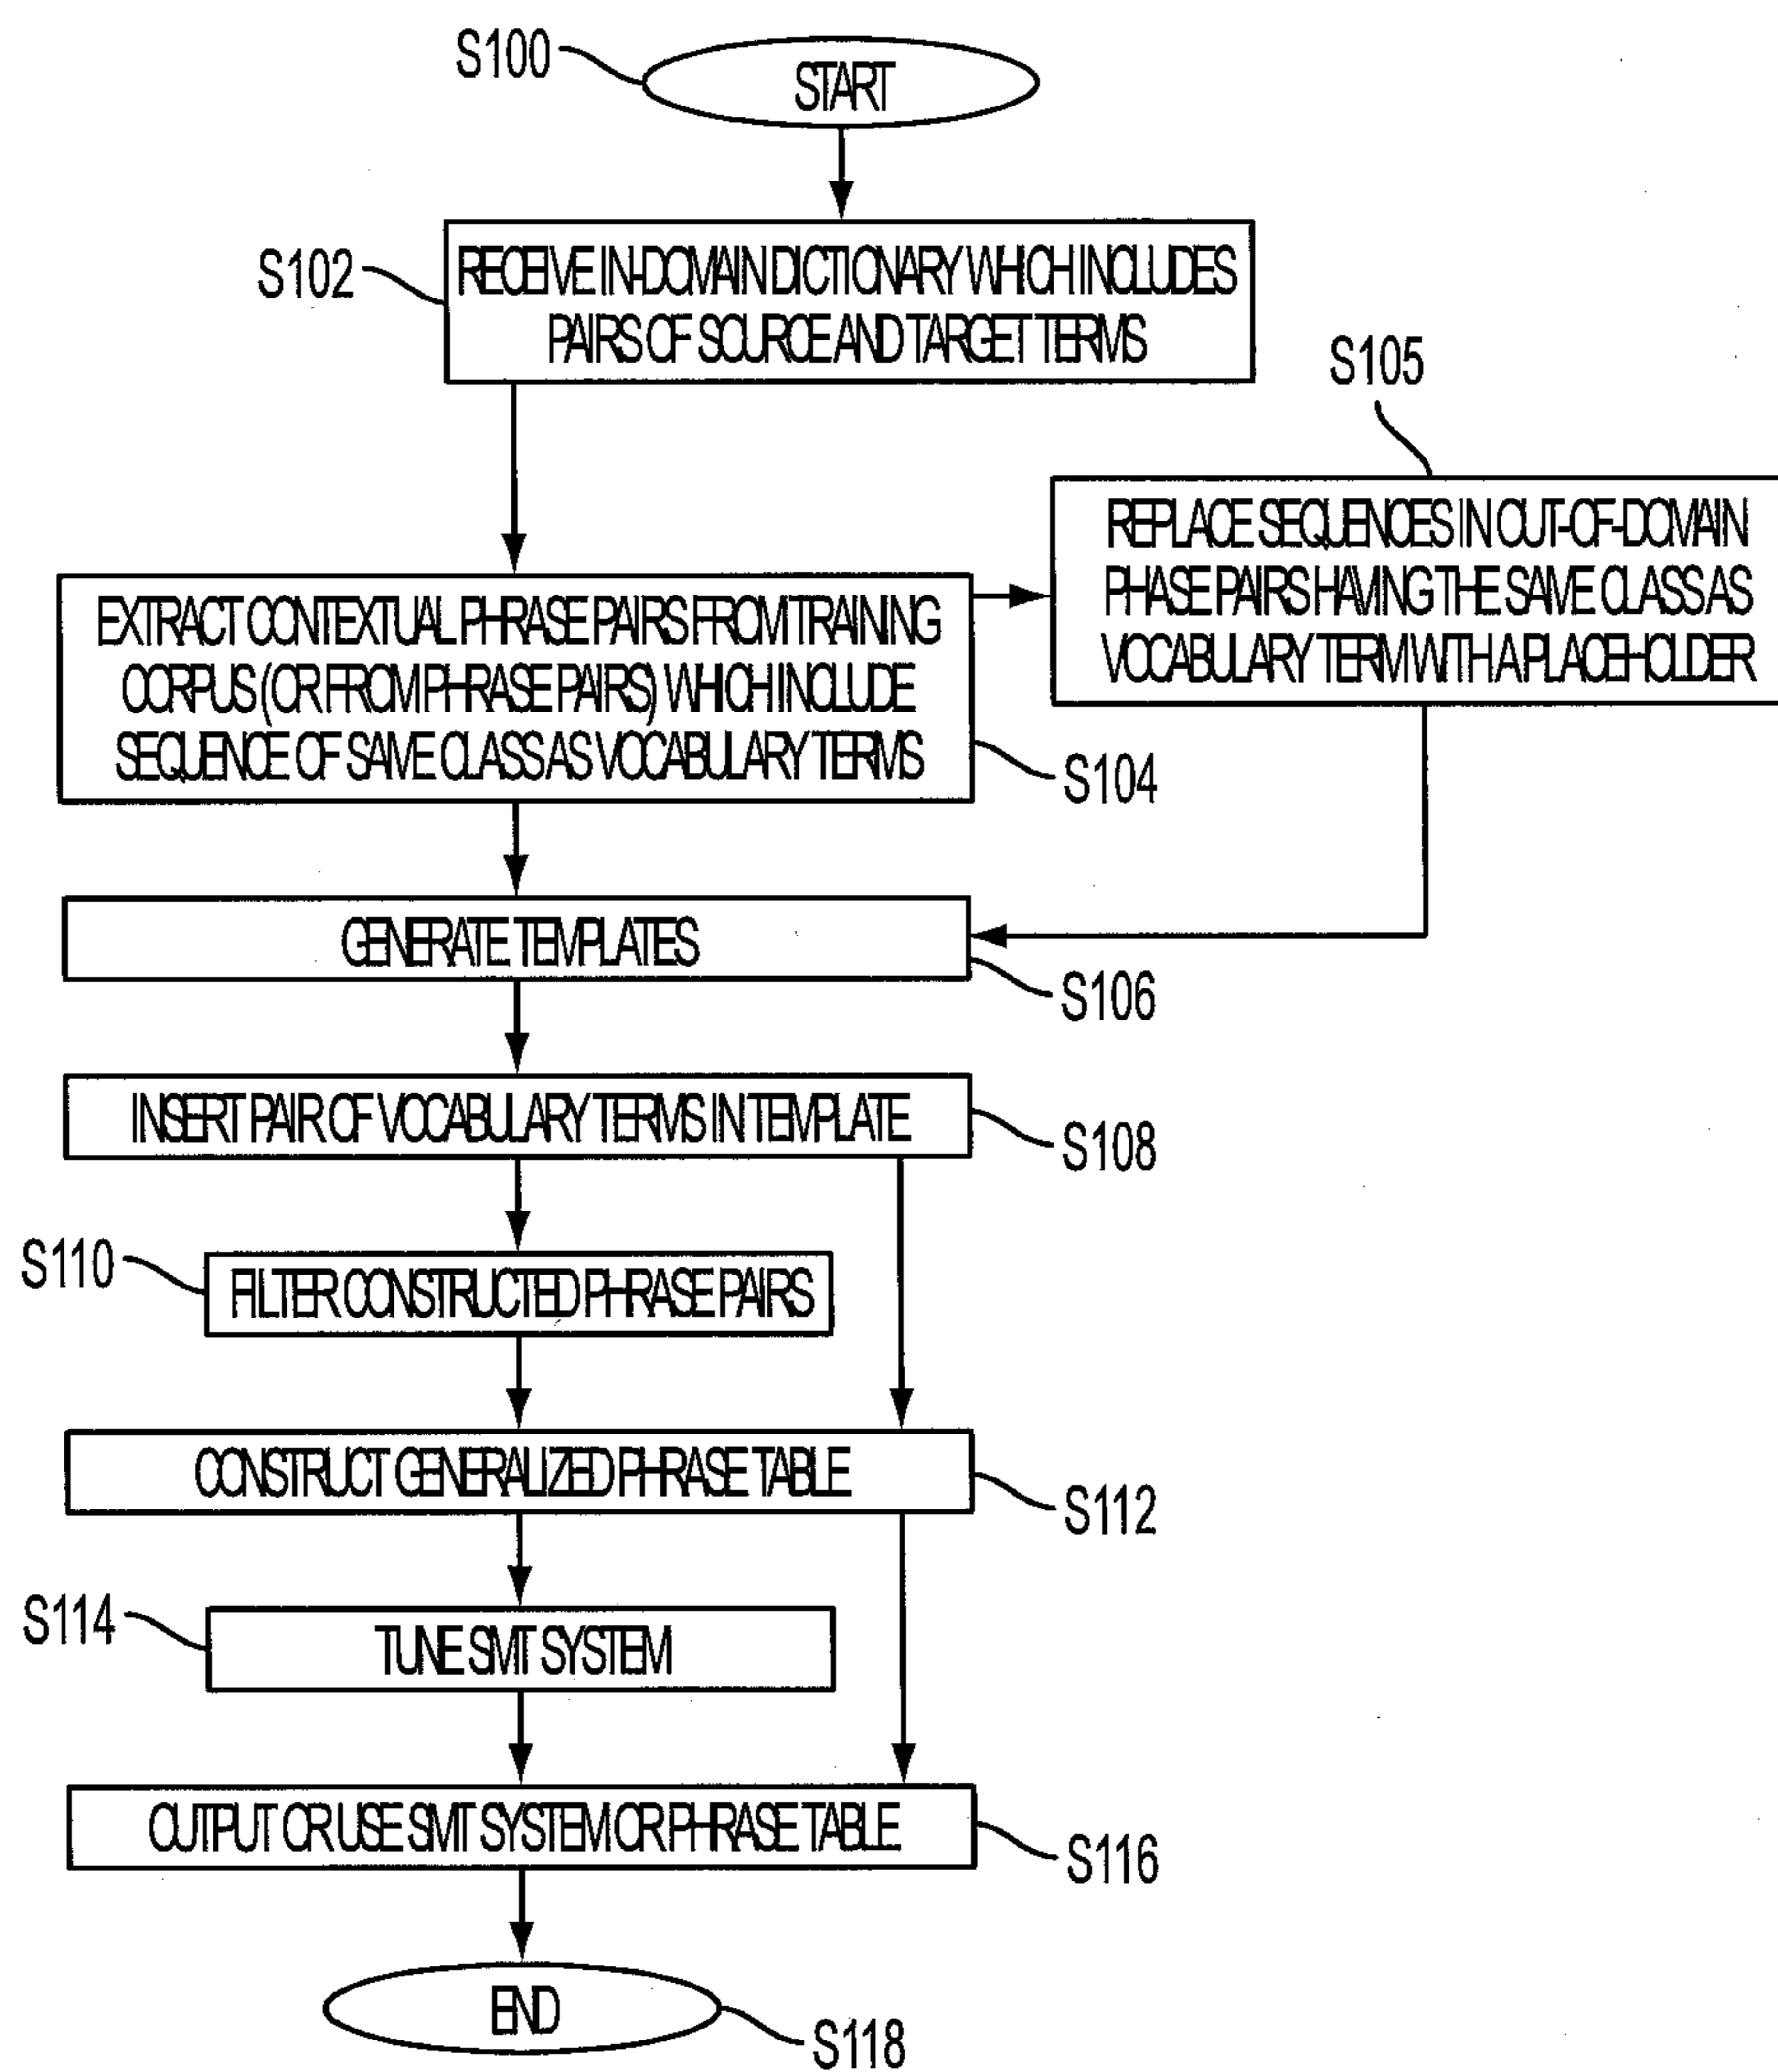 S100
START
S102
RECEIVE IN-DOMAIN DICTIONARY WHICH INCLUDES
PAIRS OF SOURCE AND TARGET TERMS
S105
REPLACE SEQUENCES IN OUT-OF-DOMAIN
PHASE PAIRS HAVING THE SAME CLASS AS
VOCABULARY TERM WITH A PLACEHOLDER
EXTRACT CONTEXTUAL PHRASE PAIRS FROM TRAINING
CORPUS (OR FROM PHRASE PAIRS) WHICH INCLUDE
SEQUENCE OF SAME CLASS AS VOCABULARY TERMS
S104
GENERATE TEMPLATES
S106
INSERT PAIR OF VOCABULARY TERMS IN TEMPLATE
S108
S110
FILTER CONSTRUCTED PHRASE PAIRS
CONSTRUCT GENERALIZED PHRASE TABLE
S112
S114
TUNE SMT SYSTEM
OUTPUT OR USE SMT SYSTEM OR PHRASE TABLE
S116
END
S118